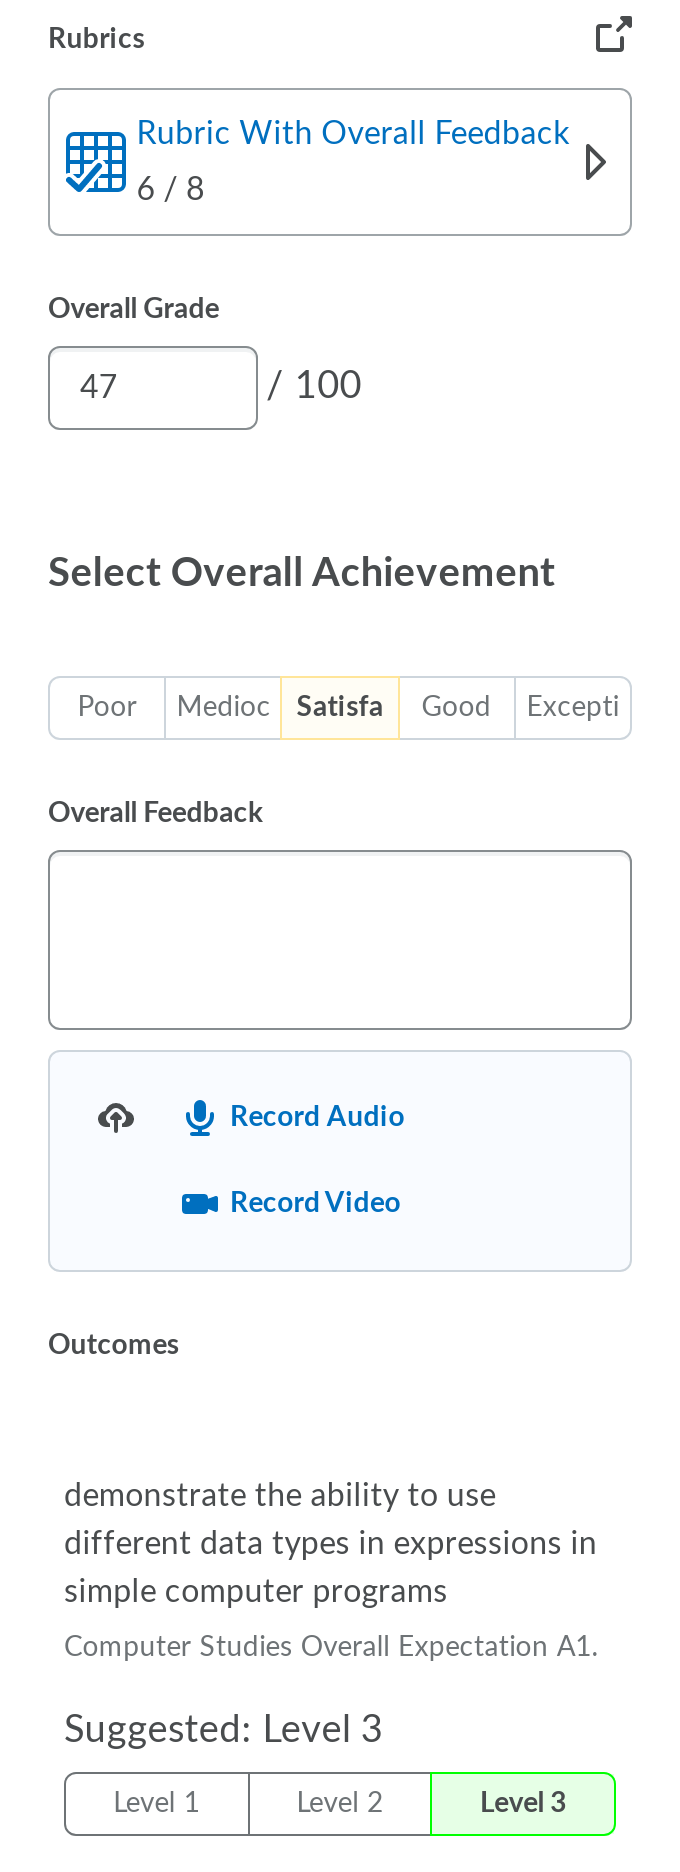 Rubrics
Rubric With Overall Feedback
6 / 8
Overall Grade
47 / 100
Select Overall Achievement
Poor Medioc Satisfa Good Excepti
Overall Feedback
Record Audio
Record Video
Outcomes
demonstrate the ability to use
different data types in expressions in
simple computer programs
Computer Studies Overall Expectation A1.
Suggested: Level 3
Level 1 Level 2 Level 3